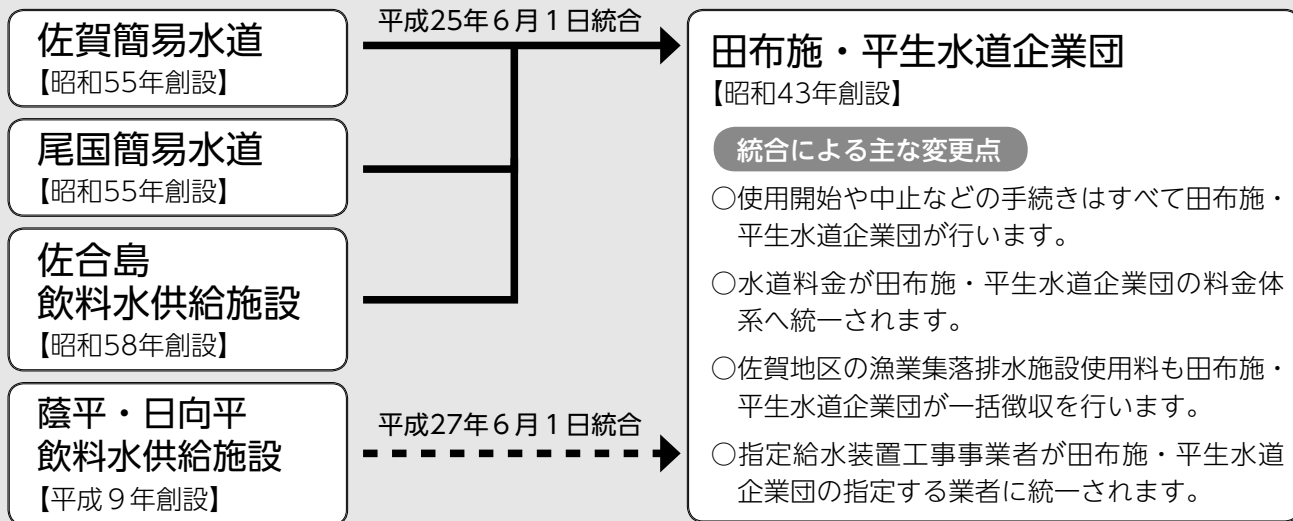 佐賀簡易水道
【昭和55年創設】
尾国簡易水道
【昭和55年創設】
佐合島
飲料水供給施設
【昭和58年創設】
蔭平・日向平
飲料水供給施設
【平成９年創設】
平成25年６月１日統合
平成27年６月１日統合
田布施・平生水道企業団
【昭和43年創設】
統合による主な変更点
○使用開始や中止などの手続きはすべて田布施・
平生水道企業団が行います。
○水道料金が田布施・平生水道企業団の料金体
系へ統一されます。
○佐賀地区の漁業集落排水施設使用料も田布施・
平生水道企業団が一括徴収を行います。
○指定給水装置工事事業者が田布施・平生水道
企業団の指定する業者に統一されます。